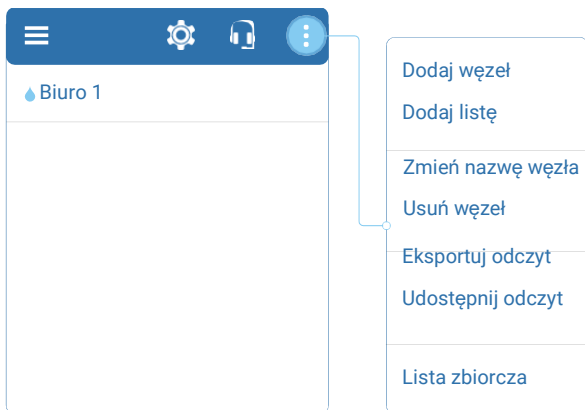 Biuro 1
Dodaj węzeł
Dodaj listę
Zmień nazwę węzła
Usuń węzeł
Eksportuj odczyt
Udostępnij odczyt
Lista zbiorcza